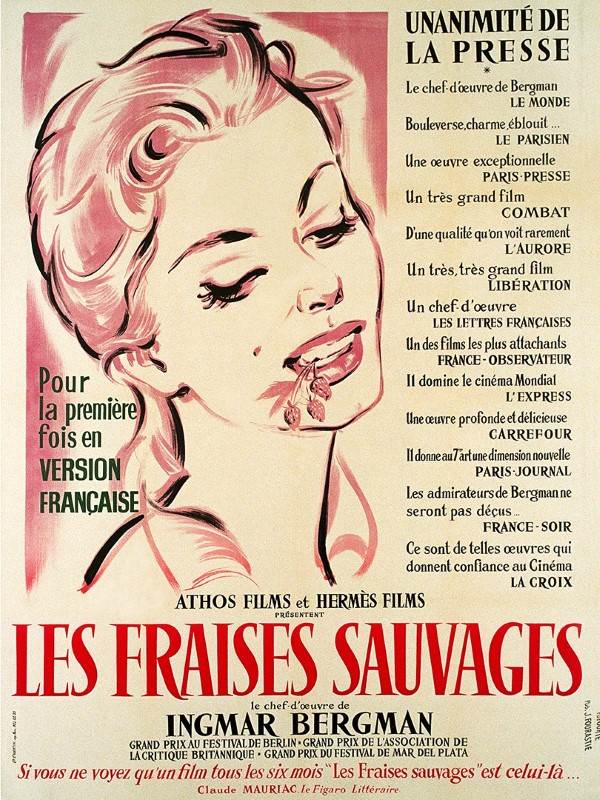 UNANIMITÉ DE
LA PRESSE
*
Le chef-d'œuvre de Bergman
LE MONDE
Bouleverse, charme, éblouit ...
LE PARISIEN
Une œuvre exceptionnelle
PARIS-PRESSE
Un très grand film
COMBAT
D'une qualité qu'on voit rarement
L'AURORE
Un très, très grand film
LIBÉRATION
Un chef-d'œuvre
LES LETTRES FRANÇAISES
Un des films les plus attachants
FRANCE-OBSERVATEUR
Il domine le cinéma Mondial
L'EXPRESS
Une œuvre profonde et délicieuse
CARREFOUR
Il donne au 7e art une dimension nouvelle
PARIS-JOURNAL
Les admirateurs de Bergman ne
seront pas déçus ...
FRANCE-SOIR
Ce sont de telles œuvres qui
donnent confiance au Cinéma
LA CROIX
Pour
la première
fois en
VERSION
FRANÇAISE
ATHOS FILMS et HERMÈS FILMS
PRÉSENTENT
LES FRAISES SAUVAGES
le chef-d'œuvre de
INGMAR BERGMAN
GRAND PRIX AU FESTIVAL DE BERLIN · GRAND PRIX DE L'ASSOCIATION DE
LA CRITIQUE BRITANNIQUE · GRAND PRIX DU FESTIVAL DE MAR DEL PLATA
Si vous ne voyez qu'un film tous les six mois "Les Fraises sauvages" est celui-là ...
Claude MAURIAC. le Figaro Littéraire.